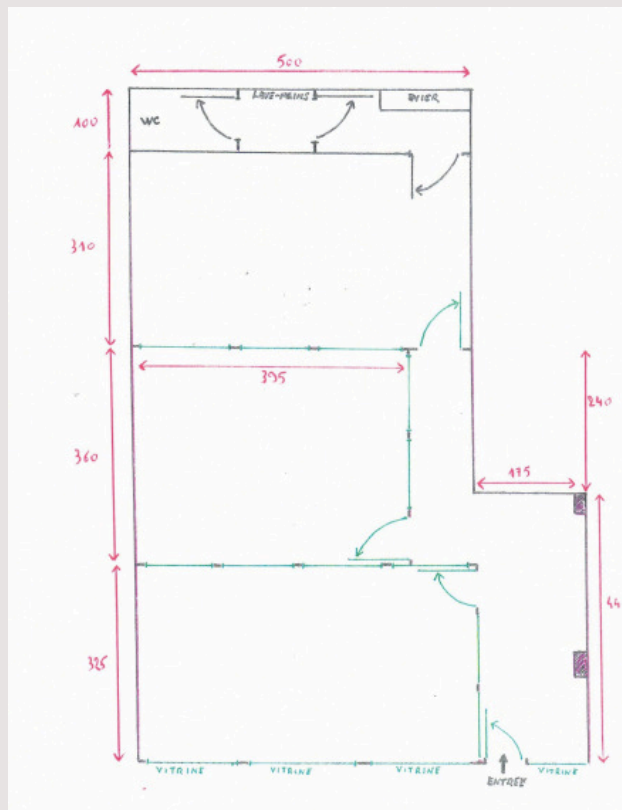 500
LAVE-MAINS
EVIER
WC
100
310
395
240
360
175
325
VITRINE
VITRINE
VITRINE
ENTREE
VITRINE